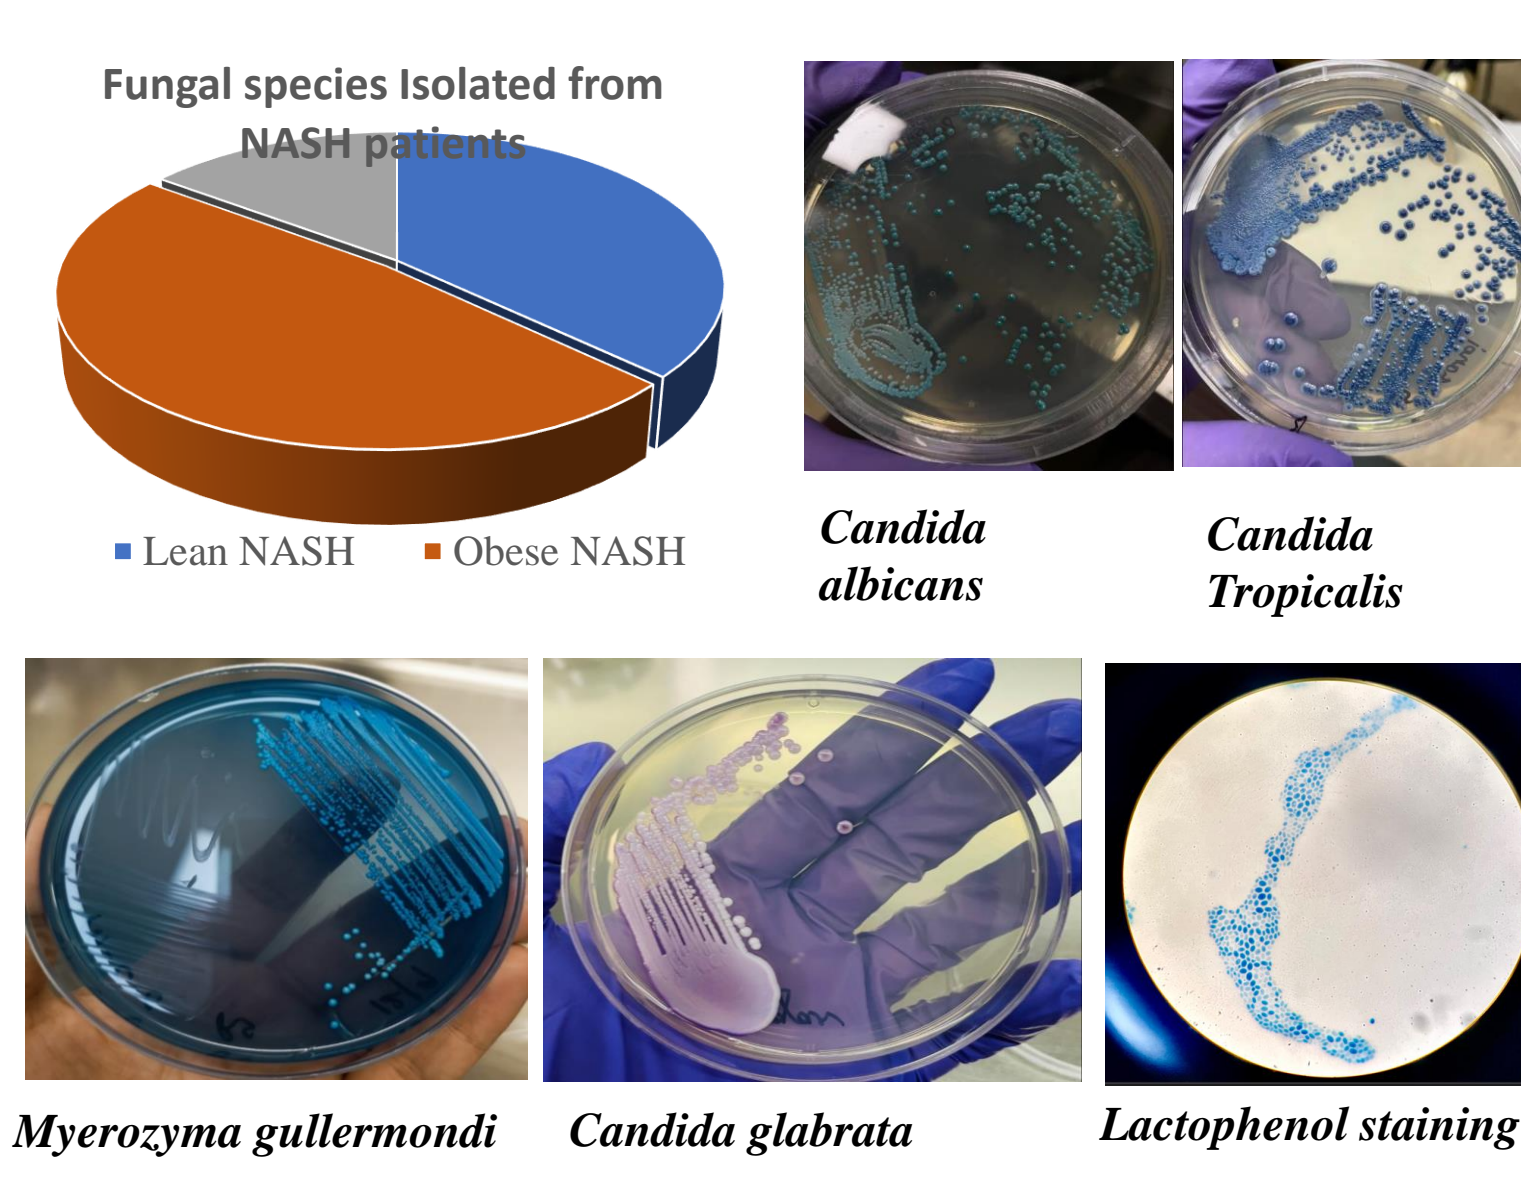 Fungal species Isolated from
NASH patients
Lean NASH
Obese NASH
Candida
albicans
Candida
Tropicalis
Myerozyma gullermondi
Candida glabrata
Lactophenol staining